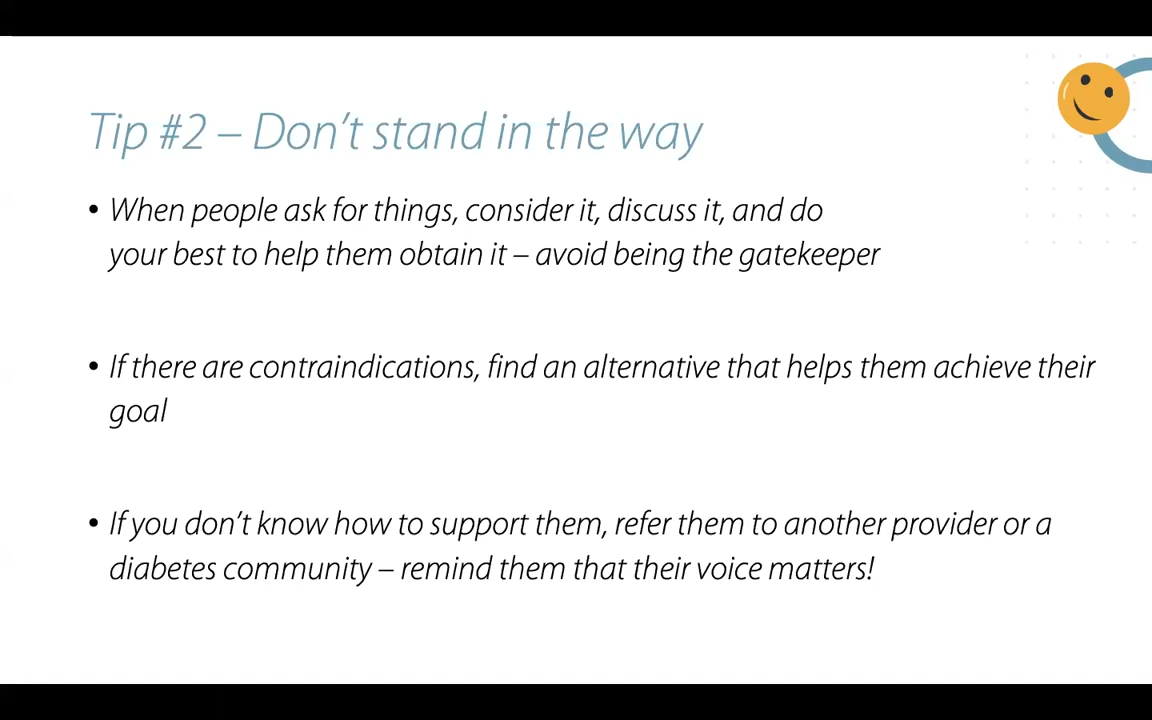 Tip #2 – Don’t stand in the way
• When people ask for things, consider it, discuss it, and do
your best to help them obtain it – avoid being the gatekeeper
• If there are contraindications, find an alternative that helps them achieve their
goal
• If you don’t know how to support them, refer them to another provider or a
diabetes community – remind them that their voice matters!